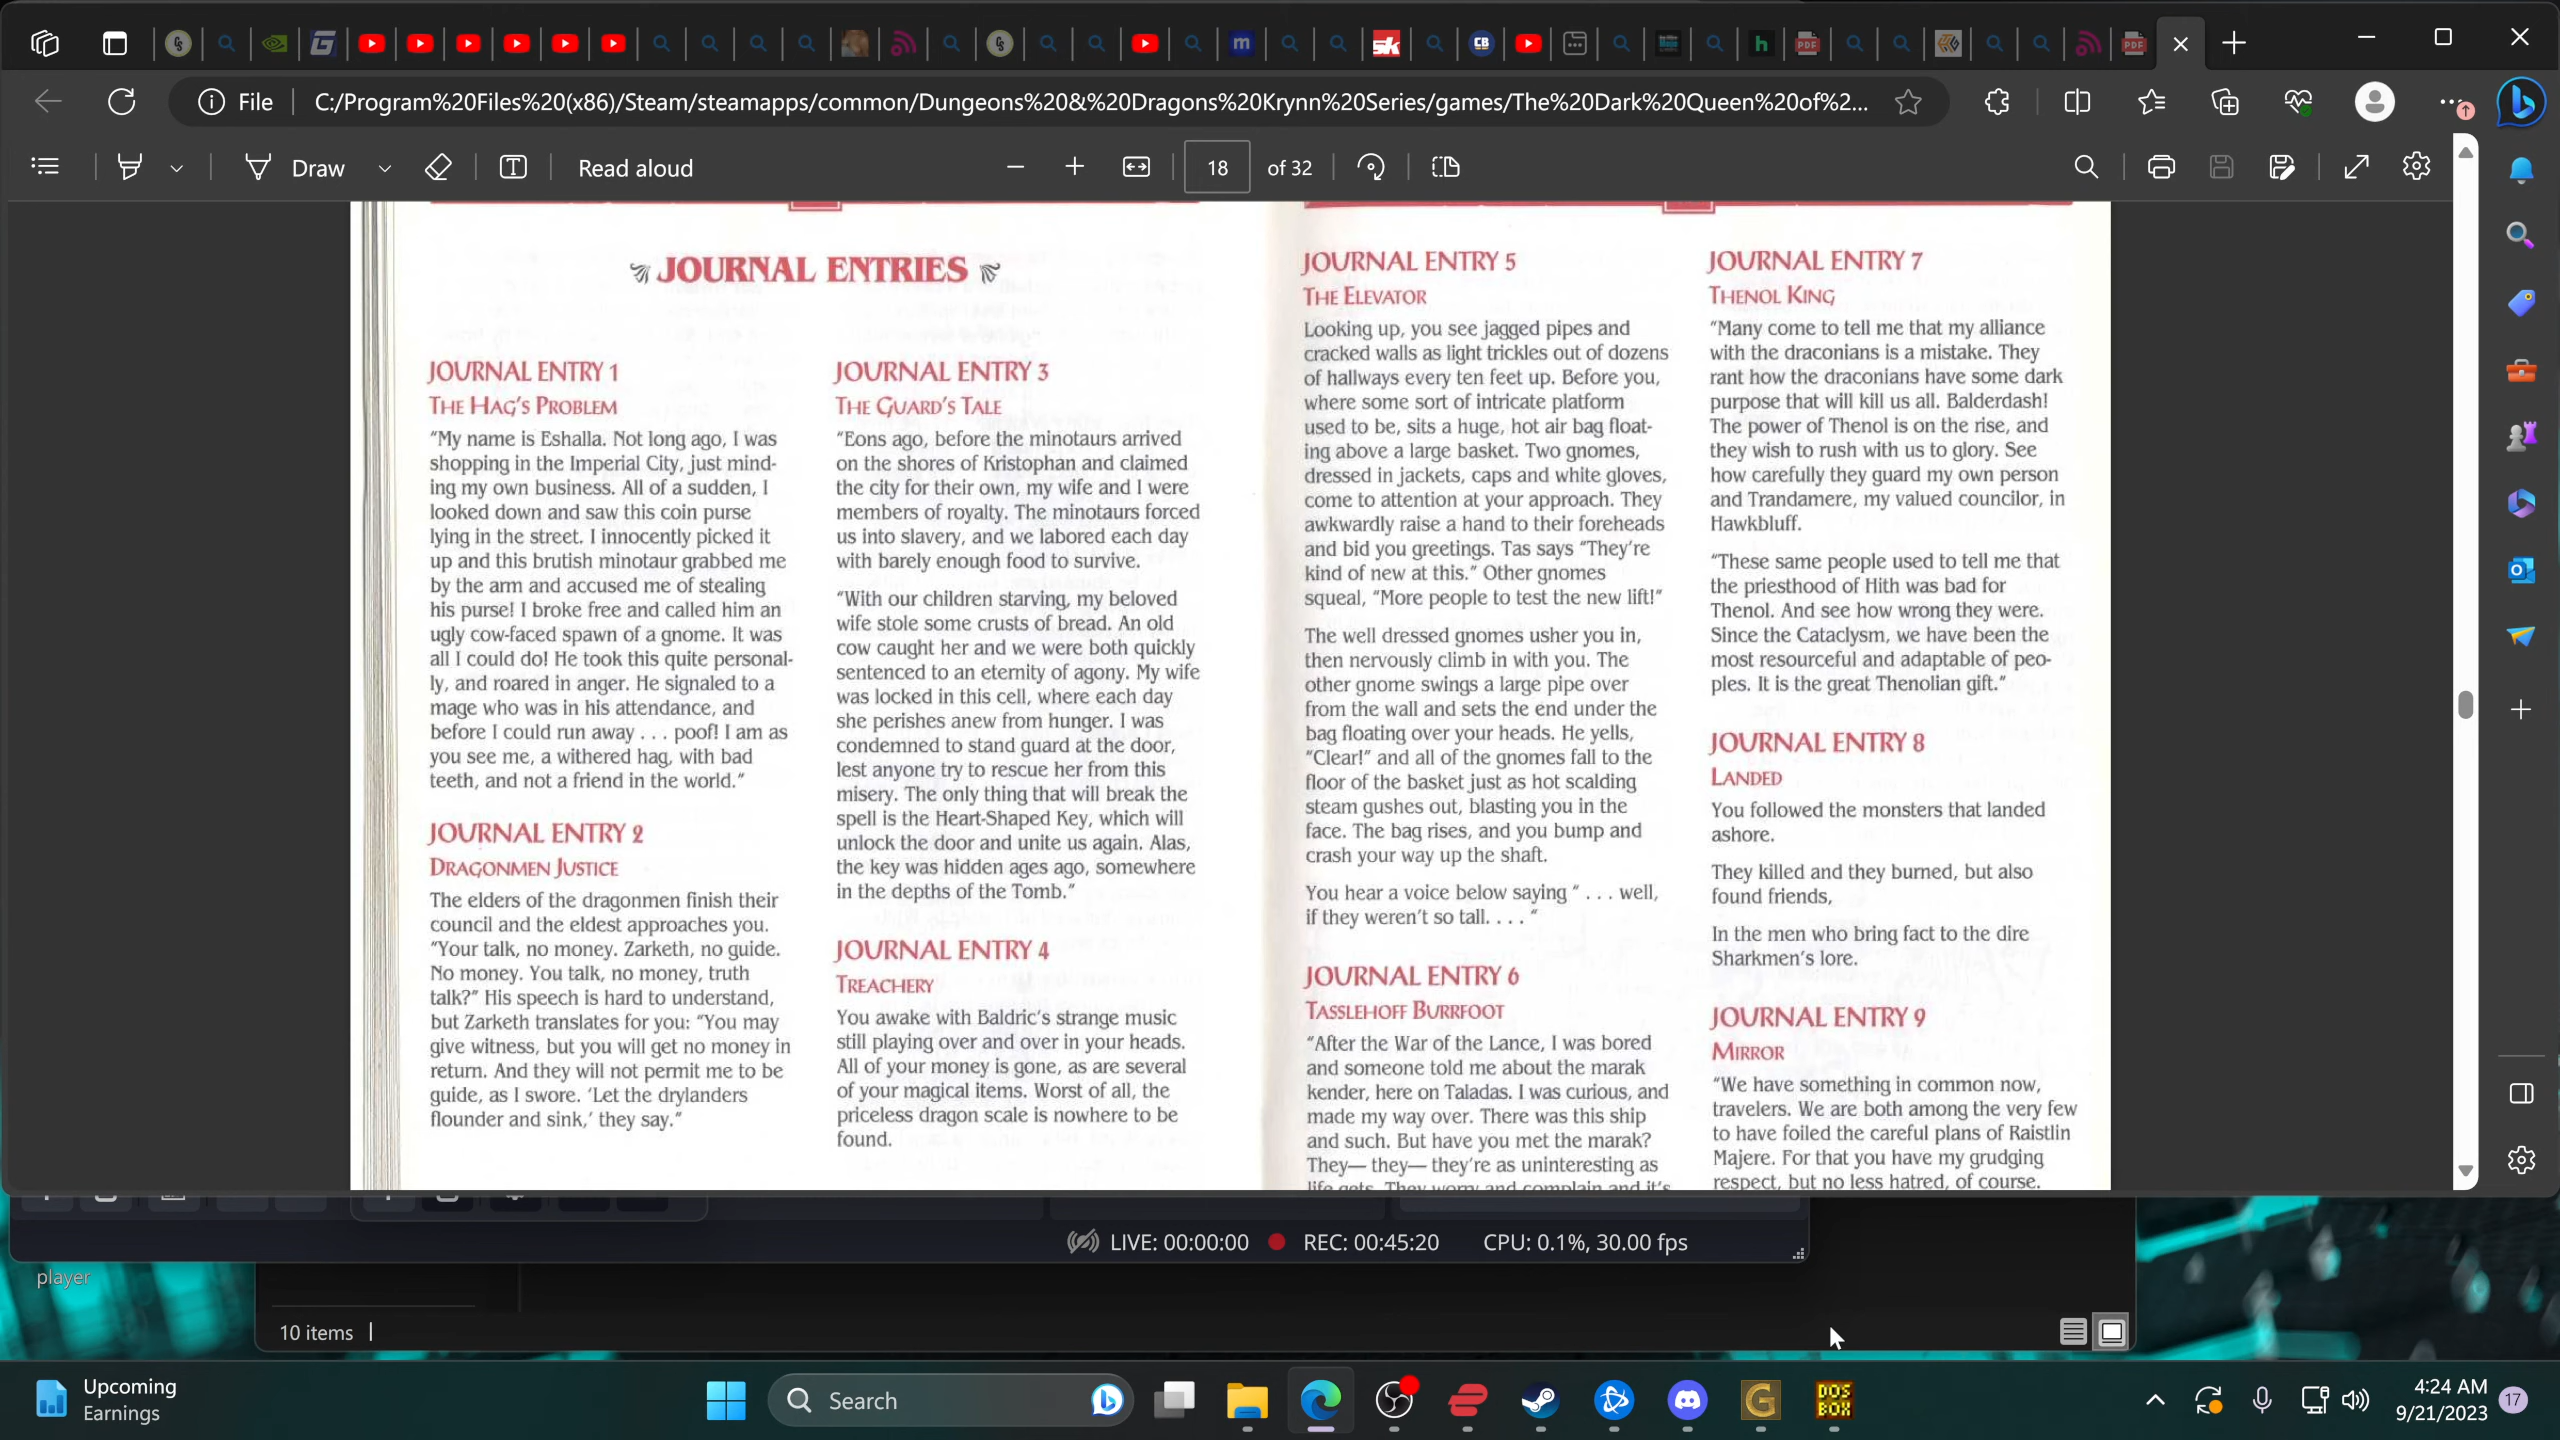 File
C:/Program%20Files%20(x86)/Steam/steamapps/common/Dungeons%20&%20Dragons%20Krynn%20Series/games/The%20Dark%20Queen%20of%2...
Draw
Read aloud
18 of 32
JOURNAL ENTRIES
JOURNAL ENTRY 1
THE HAG'S PROBLEM
"My name is Eshalla. Not long ago, I was
shopping in the Imperial City, just mind-
ing my own business. All of a sudden, I
looked down and saw this coin purse
lying in the street. I innocently picked it
up and this brutish minotaur grabbed me
by the arm and accused me of stealing
his purse! I broke free and called him an
ugly cow-faced spawn of a gnome. It was
all I could do! He took this quite personal-
ly, and roared in anger. He signaled to a
mage who was in his attendance, and
before I could run away . . . poof! I am as
you see me, a withered hag, with bad
teeth, and not a friend in the world."
JOURNAL ENTRY 2
DRAGONMEN JUSTICE
The elders of the dragonmen finish their
council and the eldest approaches you.
"Your talk, no money. Zarketh, no guide.
No money. You talk, no money, truth
talk?" His speech is hard to understand,
but Zarketh translates for you: "You may
give witness, but you will get no money in
return. And they will not permit me to be
guide, as I swore. 'Let the drylanders
flounder and sink,' they say."
JOURNAL ENTRY 3
THE GUARD'S TALE
"Eons ago, before the minotaurs arrived
on the shores of Kristophan and claimed
the city for their own, my wife and I were
members of royalty. The minotaurs forced
us into slavery, and we labored each day
with barely enough food to survive.
"With our children starving, my beloved
wife stole some crusts of bread. An old
cow caught her and we were both quickly
sentenced to an eternity of agony. My wife
was locked in this cell, where each day
she perishes anew from hunger. I was
condemned to stand guard at the door,
lest anyone try to rescue her from this
misery. The only thing that will break the
spell is the Heart-Shaped Key, which will
unlock the door and unite us again. Alas,
the key was hidden ages ago, somewhere
in the depths of the Tomb."
JOURNAL ENTRY 4
TREACHERY
You awake with Baldric's strange music
still playing over and over in your heads.
All of your money is gone, as are several
of your magical items. Worst of all, the
priceless dragon scale is nowhere to be
found.
JOURNAL ENTRY 5
THE ELEVATOR
Looking up, you see jagged pipes and
cracked walls as light trickles out of dozens
of hallways every ten feet up. Before you,
where some sort of intricate platform
used to be, sits a huge, hot air bag float-
ing above a large basket. Two gnomes,
dressed in jackets, caps and white gloves,
come to attention at your approach. They
awkwardly raise a hand to their foreheads
and bid you greetings. Tas says "They're
kind of new at this." Other gnomes
squeal, "More people to test the new lift!"
The well dressed gnomes usher you in,
then nervously climb in with you. The
other gnome swings a large pipe over
from the wall and sets the end under the
bag floating over your heads. He yells,
"Clear!" and all of the gnomes fall to the
floor of the basket just as hot scalding
steam gushes out, blasting you in the
face. The bag rises, and you bump and
crash your way up the shaft.
You hear a voice below saying " . . . well,
if they weren't so tall. . . . "
JOURNAL ENTRY 6
TASSLEHOFF BURRFOOT
"After the War of the Lance, I was bored
and someone told me about the marak
kender, here on Taladas. I was curious, and
made my way over. There was this ship
and such. But have you met the marak?
They— they— they're as uninteresting as
life gets. They worry and complain and it's
JOURNAL ENTRY 7
THENOL KING
"Many come to tell me that my alliance
with the draconians is a mistake. They
rant how the draconians have some dark
purpose that will kill us all. Balderdash!
The power of Thenol is on the rise, and
they wish to rush with us to glory. See
how carefully they guard my own person
and Trandamere, my valued councilor, in
Hawkbluff.
"These same people used to tell me that
the priesthood of Hith was bad for
Thenol. And see how wrong they were.
Since the Cataclysm, we have been the
most resourceful and adaptable of peo-
ples. It is the great Thenolian gift."
JOURNAL ENTRY 8
LANDED
You followed the monsters that landed
ashore.
They killed and they burned, but also
found friends,
In the men who bring fact to the dire
Sharkmen's lore.
JOURNAL ENTRY 9
MIRROR
"We have something in common now,
travelers. We are both among the very few
to have foiled the careful plans of Raistlin
Majere. For that you have my grudging
respect, but no less hatred, of course.
LIVE: 00:00:00 REC: 00:45:20 CPU: 0.1%, 30.00 fps
player
10 items
Upcoming
Earnings
Search
DOS
BOX
4:24 AM
9/21/2023
17